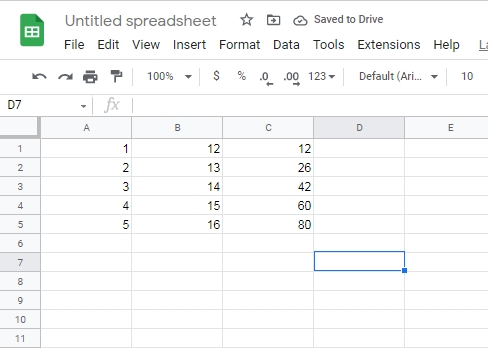 Untitled spreadsheet Saved to Drive
File Edit View Insert Format Data Tools Extensions Help La
100% $ % .0 .00 123 Default (Ari... 10
D7 fx
A B C D E
1 1 12 12
2 2 13 26
3 3 14 42
4 4 15 60
5 5 16 80
6
7
8
9
10
11